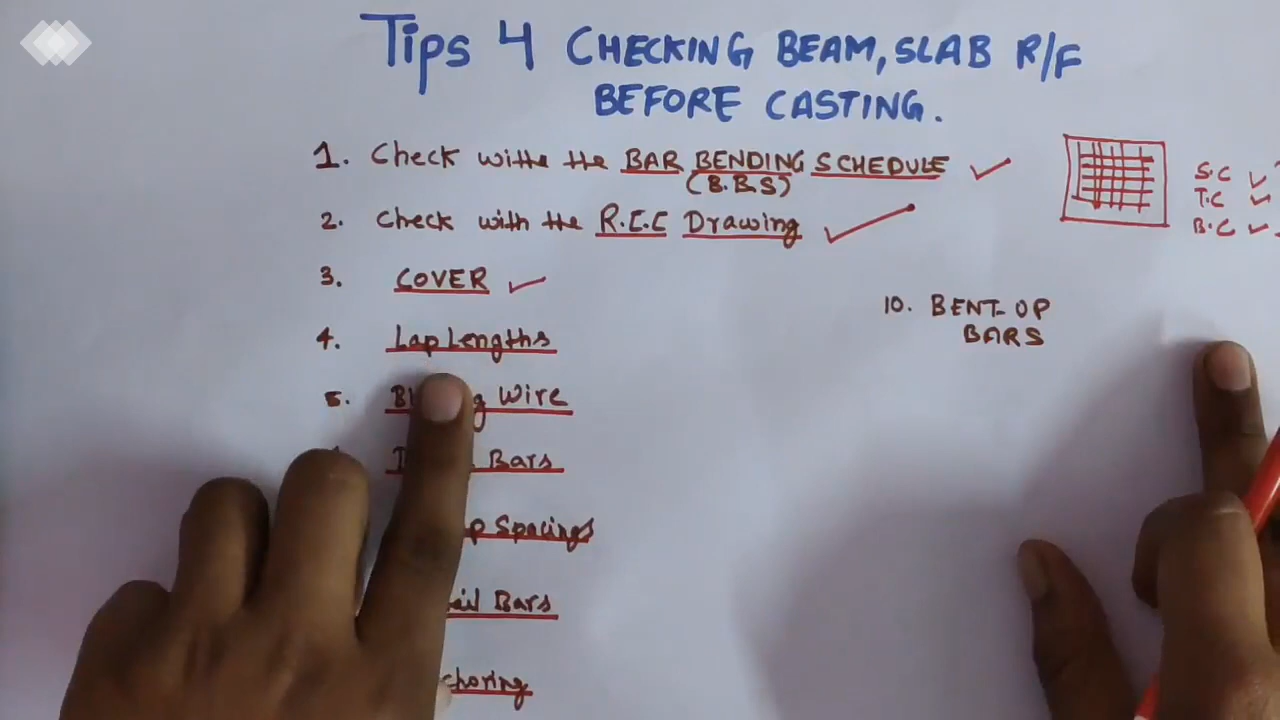 Tips 4 CHECKING BEAM, SLAB R/F
BEFORE CASTING.
1. Check withe the BAR BENDING SCHEDULE
(B.B.S)
2. Check with the R.C.C Drawing
3. COVER
4. Lap Lengths
5. Wire
Bars
Spacings
Bars
10. BENT-UP
BARS
S.C
T.C
B.C